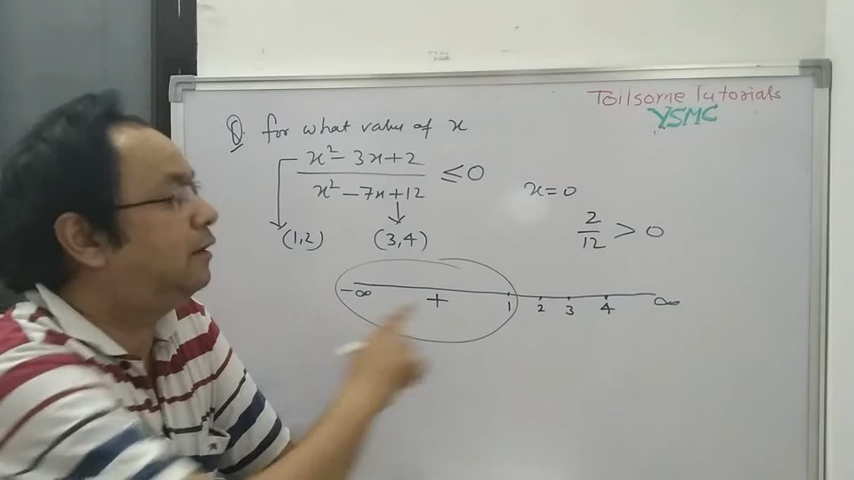 Toilsome Tutorials
YSMC
Q. for what value of x
x² - 3x + 2
x² - 7x + 12
≤ 0
x = 0
(1,2) (3,4)
2
12
> 0
-∞ + 1 2 3 4 ∞